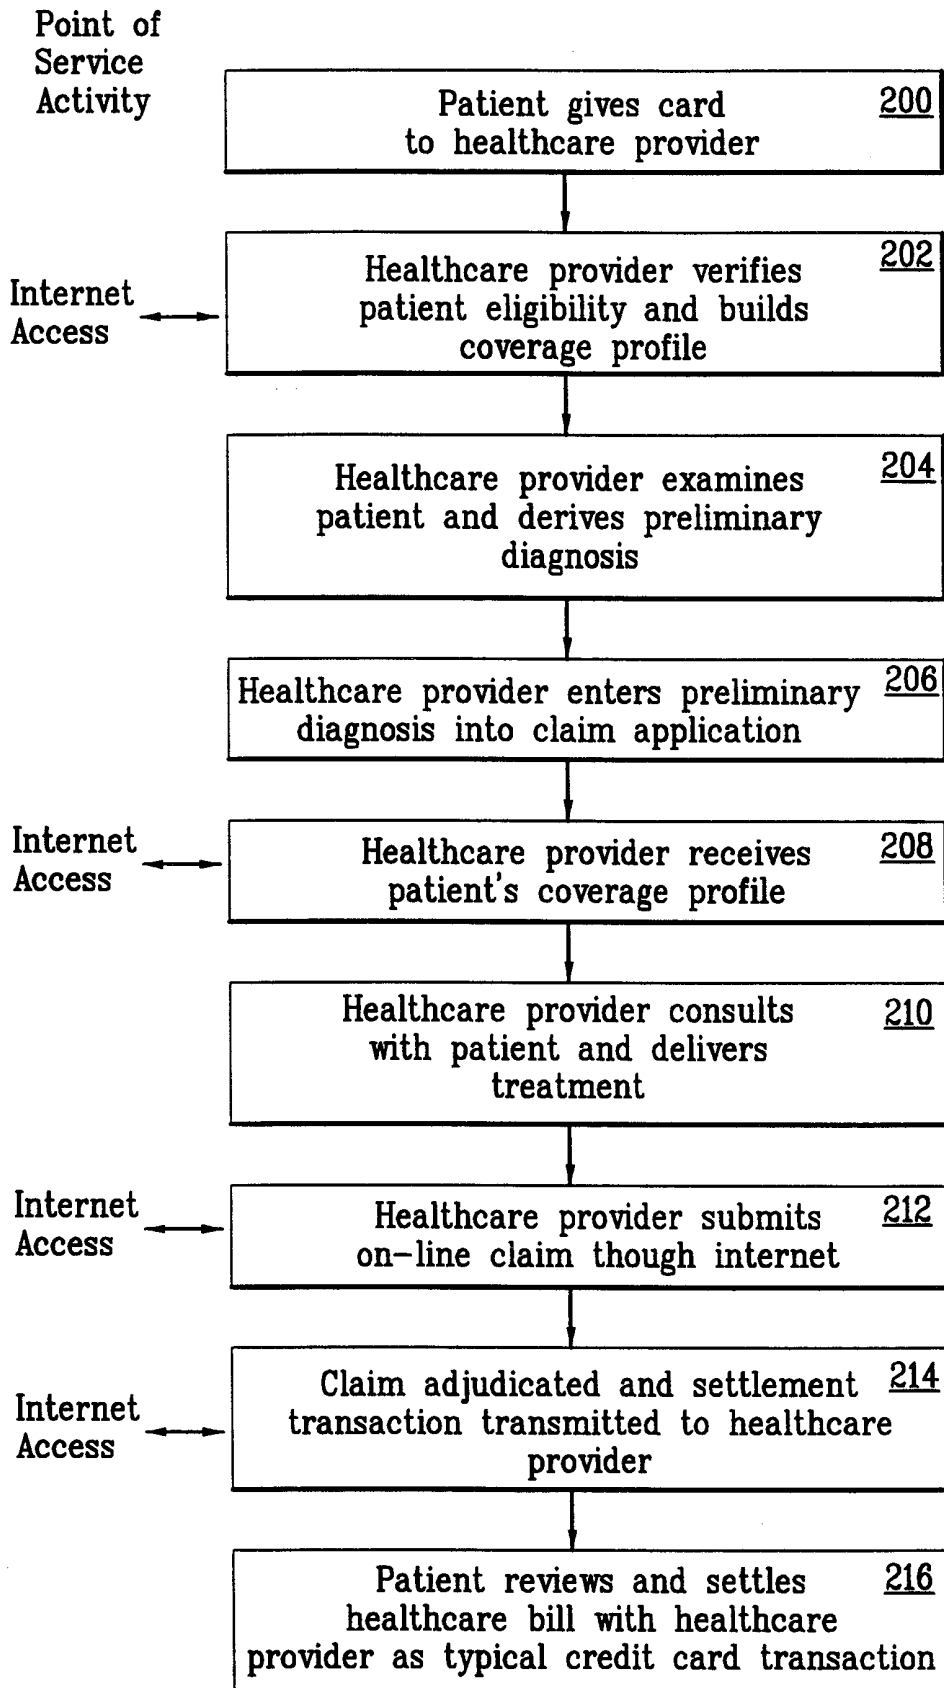 Point of
Service
Activity
200
Patient gives card
to healthcare provider
202
Healthcare provider verifies
patient eligibility and builds
coverage profile
Internet
Access
204
Healthcare provider examines
patient and derives preliminary
diagnosis
206
Healthcare provider enters preliminary
diagnosis into claim application
Internet
Access
208
Healthcare provider receives
patient's coverage profile
210
Healthcare provider consults
with patient and delivers
treatment
Internet
Access
212
Healthcare provider submits
on-line claim though internet
Internet
Access
214
Claim adjudicated and settlement
transaction transmitted to healthcare
provider
216
Patient reviews and settles
healthcare bill with healthcare
provider as typical credit card transaction